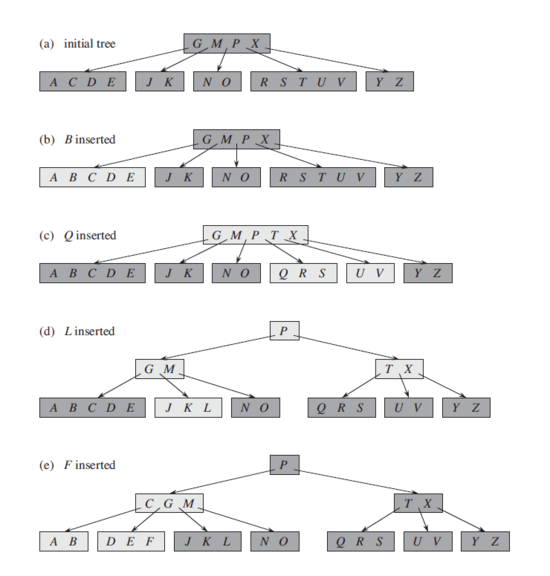 (a) initial tree
G M P X
A C D E J K N O R S T U V Y Z
(b) B inserted
G M P X
A B C D E J K N O R S T U V Y Z
(c) Q inserted
G M P T X
A B C D E J K N O Q R S U V Y Z
(d) L inserted
P
G M T X
A B C D E J K L N O Q R S U V Y Z
(e) F inserted
P
C G M T X
A B D E F J K L N O Q R S U V Y Z